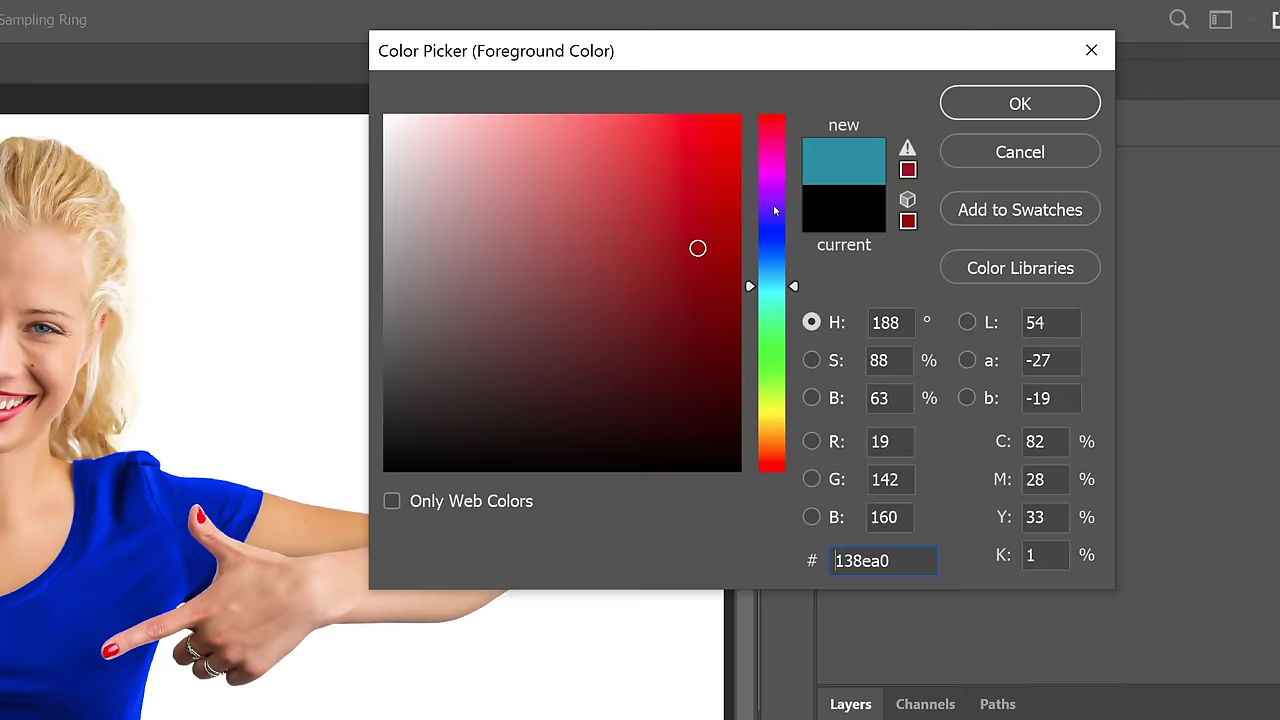 Sampling Ring
Color Picker (Foreground Color)
new
current
OK
Cancel
Add to Swatches
Color Libraries
H: 188 °
S: 88 %
B: 63 %
R: 19
G: 142
B: 160
# 138ea0
L: 54
a: -27
b: -19
C: 82 %
M: 28 %
Y: 33 %
K: 1 %
Only Web Colors
Layers Channels Paths